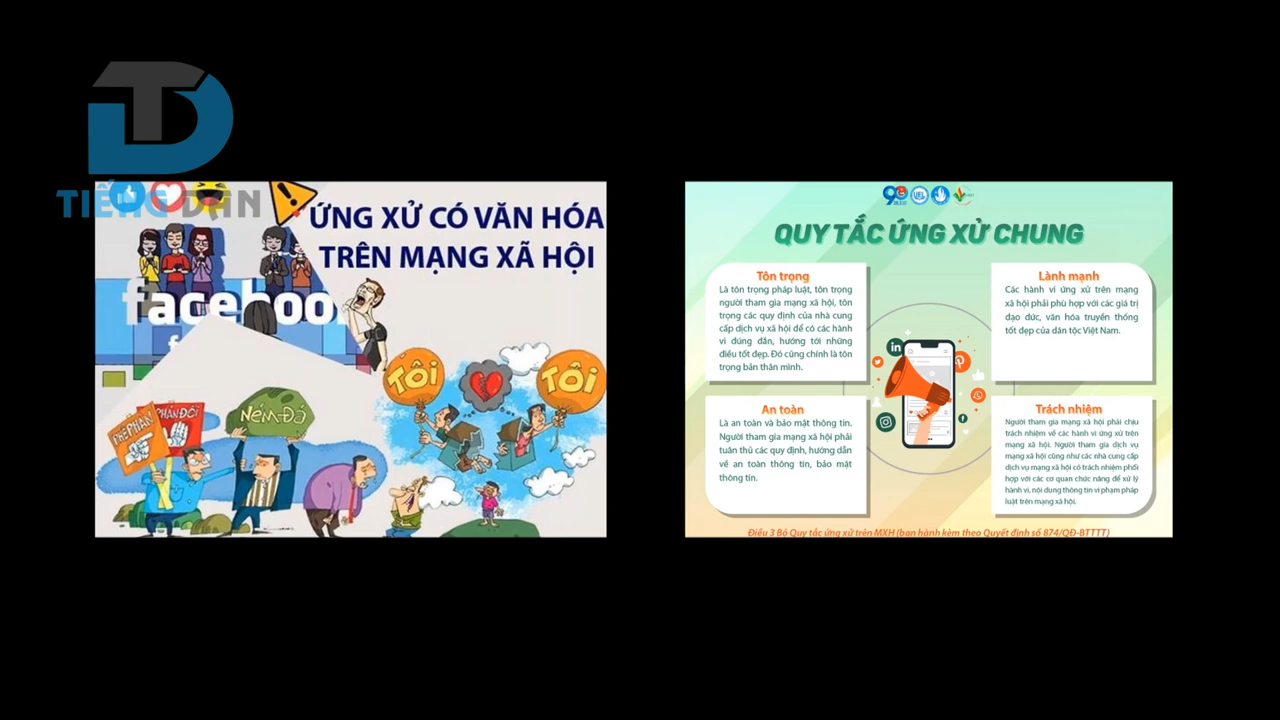 TIẾNG DÂN
ỨNG XỬ CÓ VĂN HÓA
TRÊN MẠNG XÃ HỘI
facebook
f
PHÊ PHÁN
PHẢN ĐỐI
NÉM ĐÁ
TÔI
TÔI
90
UEL
QUY TẮC ỨNG XỬ CHUNG
Tôn trọng
Là tôn trọng pháp luật, tôn trọng
người tham gia mạng xã hội, tôn
trọng các quy định của nhà cung
cấp dịch vụ xã hội để có các hành
vi đúng đắn, hướng tới những
điều tốt đẹp. Đó cũng chính là tôn
trọng bản thân mình.
Lành mạnh
Các hành vi ứng xử trên mạng
xã hội phải phù hợp với các giá trị
đạo đức, văn hóa truyền thống
tốt đẹp của dân tộc Việt Nam.
in
An toàn
Là an toàn và bảo mật thông tin.
Người tham gia mạng xã hội phải
tuân thủ các quy định, hướng dẫn
về an toàn thông tin, bảo mật
thông tin.
Trách nhiệm
Người tham gia mạng xã hội phải chịu
trách nhiệm về các hành vi ứng xử trên
mạng xã hội. Người tham gia dịch vụ
mạng xã hội cũng như các nhà cung cấp
dịch vụ mạng xã hội có trách nhiệm phối
hợp với các cơ quan chức năng để xử lý
hành vi, nội dung thông tin vi phạm pháp
luật trên mạng xã hội.
Điều 3 Bộ Quy tắc ứng xử trên MXH (ban hành kèm theo Quyết định số 874/QĐ-BTTTT)